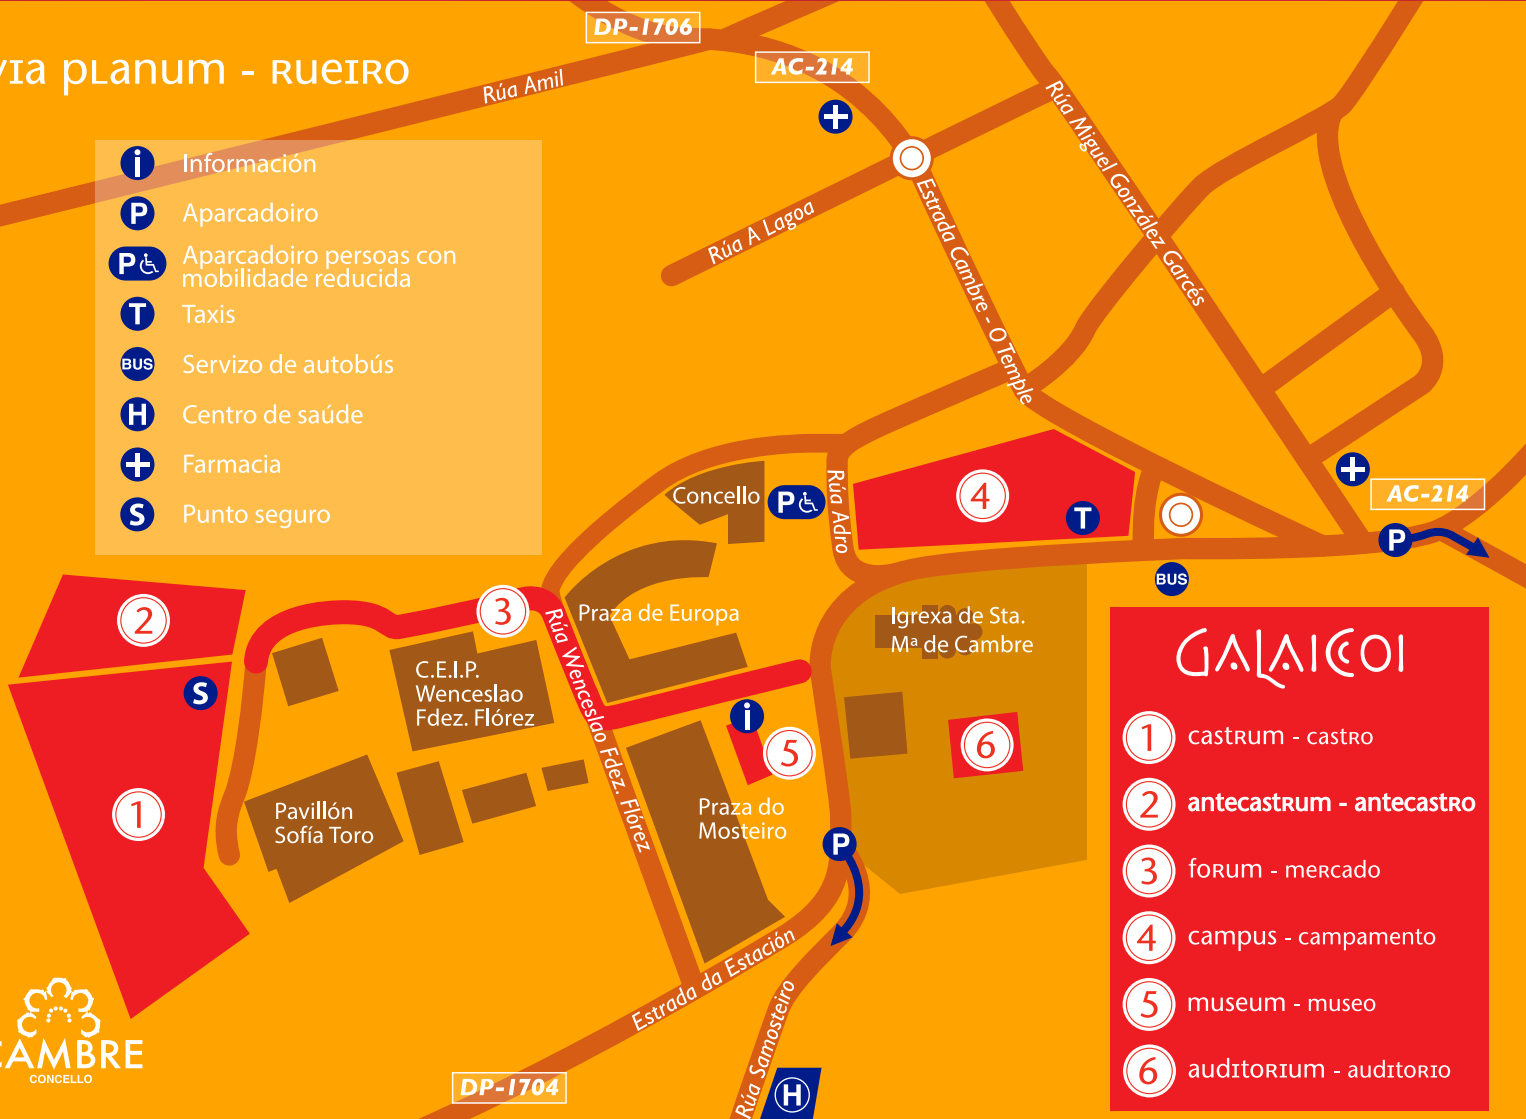 DP-1706
VIA PLANUM - RUEIRO
AC-214
Rúa Amil
Rúa Miguel González Garcés
i Información
P Aparcadoiro
P Aparcadoiro persoas con
mobilidade reducida
T Taxis
BUS Servizo de autobús
H Centro de saúde
Farmacia
S Punto seguro
Rúa A Lagoa
Estrada Cambre - O Temple
Concello
P
Rúa Adro
4
T
AC-214
P
BUS
2
3
Praza de Europa
Igrexa de Sta.
Mª de Cambre
Rúa Wenceslao Fdez. Flórez
C.E.I.P.
Wenceslao
Fdez. Flórez
S
i
5
6
1
Pavillón
Sofía Toro
Praza do
Mosteiro
P
Estrada da Estación
Rúa Samosteiro
DP-1704
H
CAMBRE
CONCELLO
GALAICOI
1 castrum - castro
2 antecastrum - antecastro
3 forum - mercado
4 campus - campamento
5 museum - museo
6 auditorium - auditorio